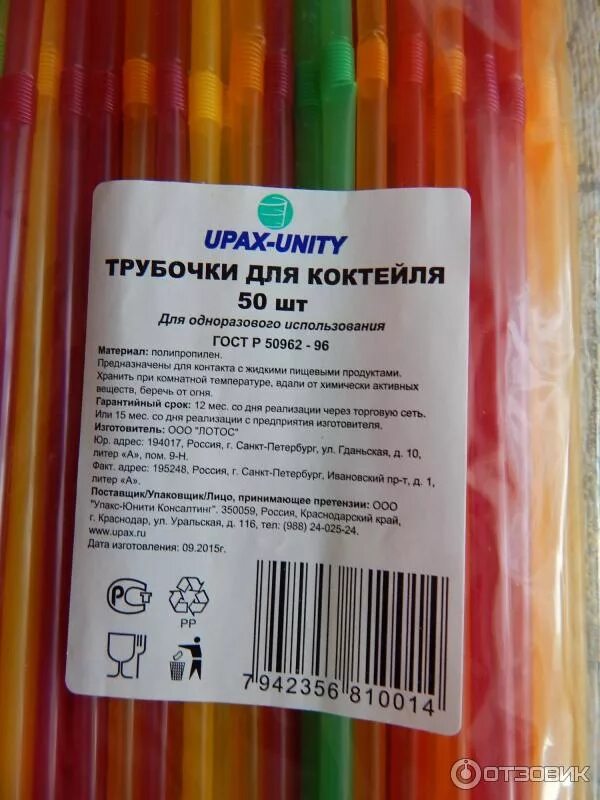 UPAX-UNITY
ТРУБОЧКИ ДЛЯ КОКТЕЙЛЯ
50 шт
Для одноразового использования
ГОСТ Р 50962 - 96
Материал: полипропилен.
Предназначены для контакта с жидкими пищевыми продуктами.
Хранить при комнатной температуре, вдали от химически активных
веществ, беречь от огня.
Гарантийный срок: 12 мес. со дня реализации через торговую сеть.
Или 15 мес. со дня реализации с предприятия изготовителя.
Изготовитель: ООО "ЛОТОС"
Юр. адрес: 194017, Россия, г. Санкт-Петербург, ул. Гданьская, д. 10,
литер «А», пом. 9-Н.
Факт. адрес: 195248, Россия, г. Санкт-Петербург, Ивановский пр-т, д. 1,
литер «А».
Поставщик/Упаковщик/Лицо, принимающее претензии: ООО
"Упакс-Юнити Консалтинг". 350059, Россия, Краснодарский край,
г. Краснодар, ул. Уральская, д. 116, тел: (988) 24-025-24.
www.upax.ru
Дата изготовления: 09.2015г.
РСТ
PP
7 942356 810014
ОТЗОВИК